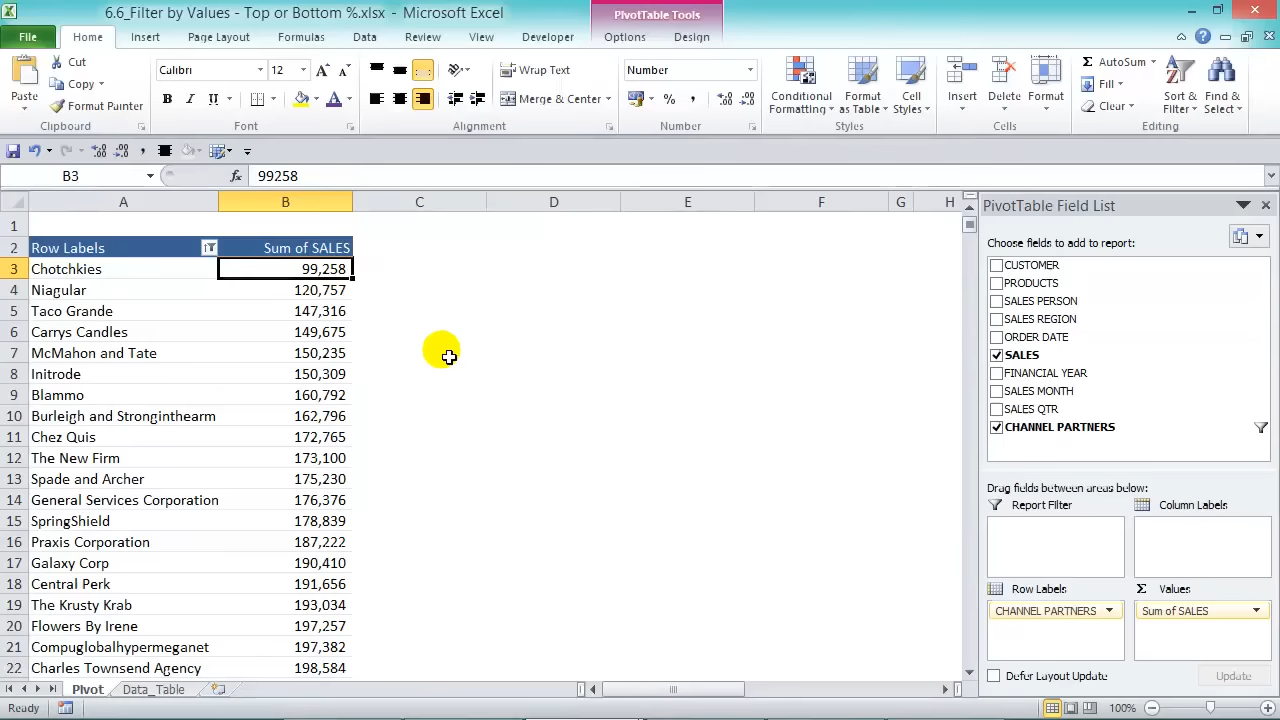 6.6_Filter by Values - Top or Bottom %.xlsx - Microsoft Excel
PivotTable Tools
File Home Insert Page Layout Formulas Data Review View Developer Options Design
Paste
Cut
Copy
Format Painter
Clipboard
Calibri 12
B I U
Font
Wrap Text
Merge & Center
Alignment
Number
% ,
Number
Conditional Formatting
Format as Table
Cell Styles
Styles
Insert Delete Format
Cells
AutoSum
Fill
Clear
Sort & Filter
Find & Select
Editing
B3 fx 99258
A B C D E F G H
1
2 Row Labels Sum of SALES
3 Chotchkies 99,258
4 Niagular 120,757
5 Taco Grande 147,316
6 Carrys Candles 149,675
7 McMahon and Tate 150,235
8 Initrode 150,309
9 Blammo 160,792
10 Burleigh and Stronginthearm 162,796
11 Chez Quis 172,765
12 The New Firm 173,100
13 Spade and Archer 175,230
14 General Services Corporation 176,376
15 SpringShield 178,839
16 Praxis Corporation 187,222
17 Galaxy Corp 190,410
18 Central Perk 191,656
19 The Krusty Krab 193,034
20 Flowers By Irene 197,257
21 Compuglobalhypermeganet 197,382
22 Charles Townsend Agency 198,584
PivotTable Field List
Choose fields to add to report:
CUSTOMER
PRODUCTS
SALES PERSON
SALES REGION
ORDER DATE
SALES
FINANCIAL YEAR
SALES MONTH
SALES QTR
CHANNEL PARTNERS
Drag fields between areas below:
Report Filter Column Labels
Row Labels Σ Values
CHANNEL PARTNERS Sum of SALES
Defer Layout Update Update
Pivot Data_Table
Ready 100%